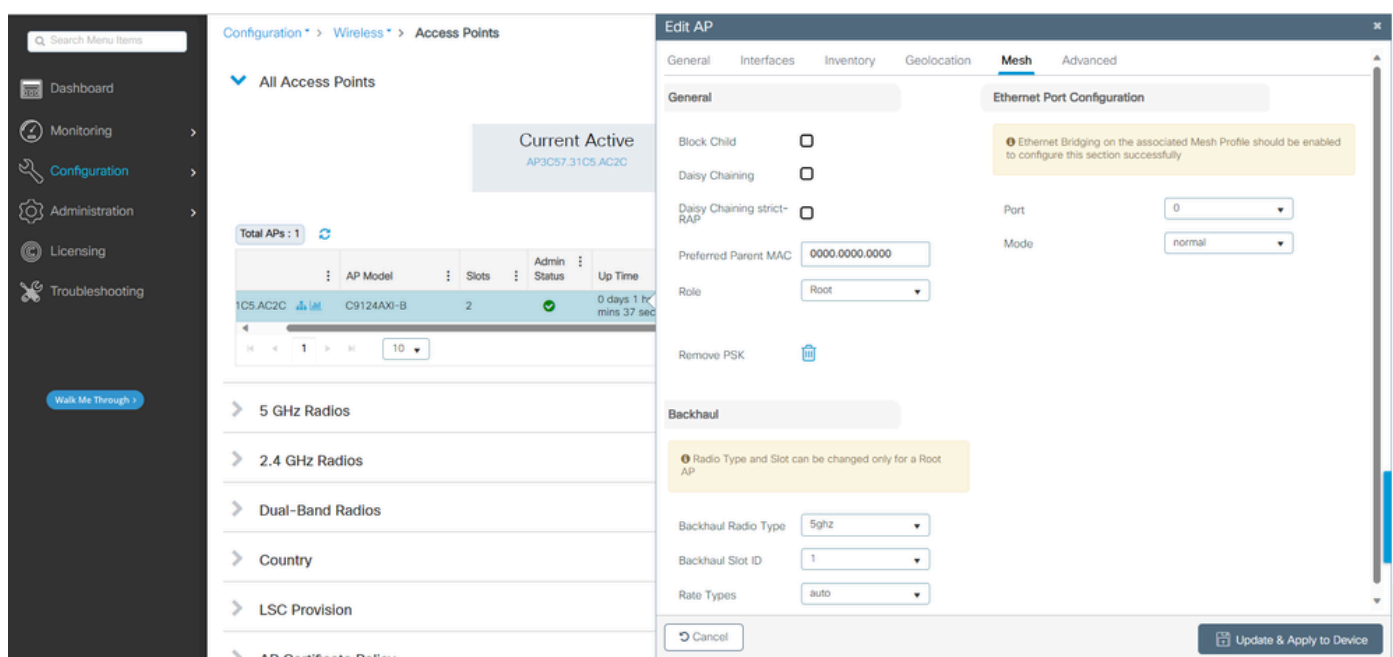 Search Menu Items
Dashboard
Monitoring
Configuration
Administration
Licensing
Troubleshooting
Walk Me Through >
Configuration > Wireless > Access Points
All Access Points
Current Active
AP3C57.31C5.AC2C
Total APs : 1
AP Model Slots Admin Status Up Time
1C5.AC2C C9124AXI-B 2 0 days 1 hr
mins 37 sec
1 10
5 GHz Radios
2.4 GHz Radios
Dual-Band Radios
Country
LSC Provision
AP Certificate Policy
Edit AP
General Interfaces Inventory Geolocation Mesh Advanced
General
Block Child
Daisy Chaining
Daisy Chaining strict-
RAP
Preferred Parent MAC 0000.0000.0000
Role Root
Remove PSK
Backhaul
Radio Type and Slot can be changed only for a Root
AP
Backhaul Radio Type 5ghz
Backhaul Slot ID 1
Rate Types auto
Ethernet Port Configuration
Ethernet Bridging on the associated Mesh Profile should be enabled
to configure this section successfully
Port 0
Mode normal
Cancel
Update & Apply to Device